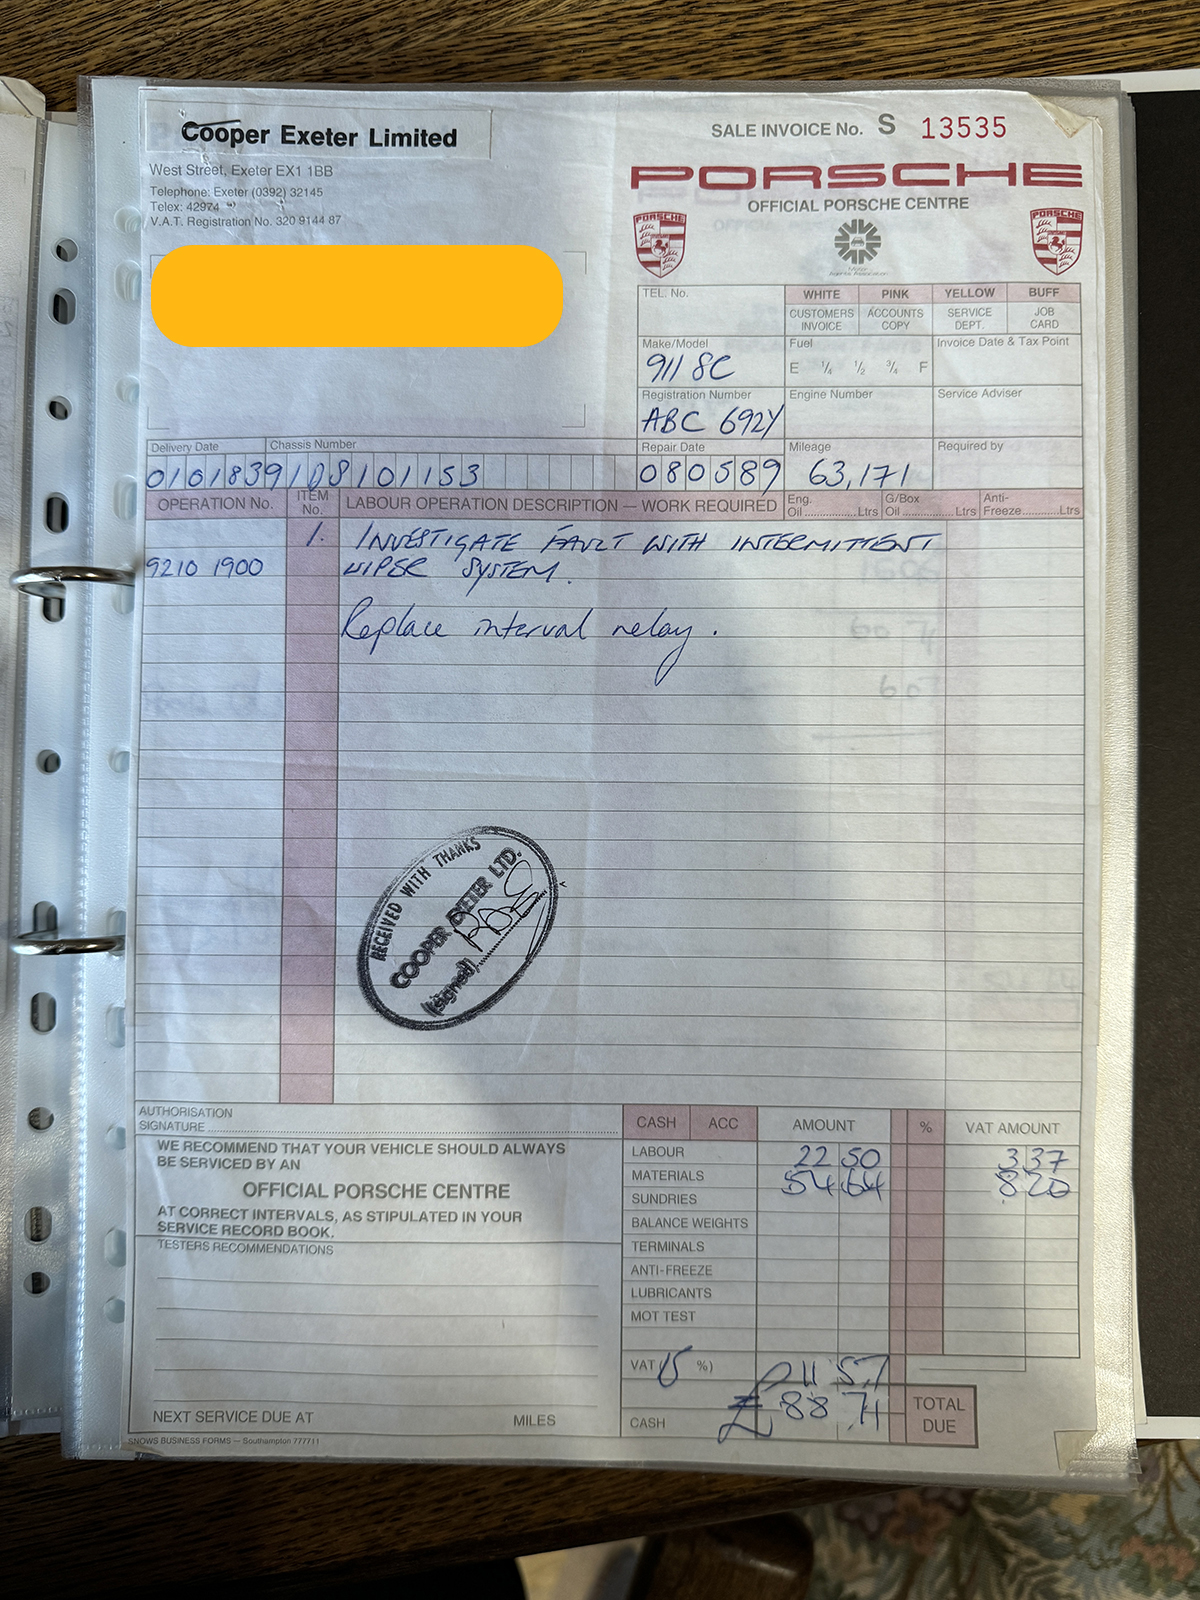 Cooper Exeter Limited
West Street, Exeter EX1 1BB
Telephone: Exeter (0392) 32145
Telex: 42974
V.A.T. Registration No. 320 9144 87
SALE INVOICE No. S 13535
PORSCHE
OFFICIAL PORSCHE CENTRE
PORSCHE
Motor
Agents Association
PORSCHE
TEL. No.
WHITE PINK YELLOW BUFF
CUSTOMERS INVOICE ACCOUNTS COPY SERVICE DEPT. JOB CARD
Make/Model Fuel Invoice Date & Tax Point
911 SC E 1/4 1/2 3/4 F
Registration Number Engine Number Service Adviser
ABC 692Y
Delivery Date Chassis Number Repair Date Mileage Required by
010183 91 08101153 080589 63,171
OPERATION No. ITEM No. LABOUR OPERATION DESCRIPTION — WORK REQUIRED Eng. Oil Ltrs G/Box Oil Ltrs Anti-Freeze Ltrs
1. INVESTIGATE FAULT WITH INTERMITTENT
9210 1900 WIPER SYSTEM.
Replace interval relay.
RECEIVED WITH THANKS
COOPER EXETER LTD.
(signed)
AUTHORISATION
SIGNATURE
WE RECOMMEND THAT YOUR VEHICLE SHOULD ALWAYS
BE SERVICED BY AN
OFFICIAL PORSCHE CENTRE
AT CORRECT INTERVALS, AS STIPULATED IN YOUR
SERVICE RECORD BOOK.
TESTERS RECOMMENDATIONS
NEXT SERVICE DUE AT MILES
SNOWS BUSINESS FORMS — Southampton 777711
CASH ACC AMOUNT % VAT AMOUNT
LABOUR 22 50 3 37
MATERIALS 54 64 8 20
SUNDRIES
BALANCE WEIGHTS
TERMINALS
ANTI-FREEZE
LUBRICANTS
MOT TEST
VAT 15 %) 11 57
CASH £ 88 71 TOTAL DUE